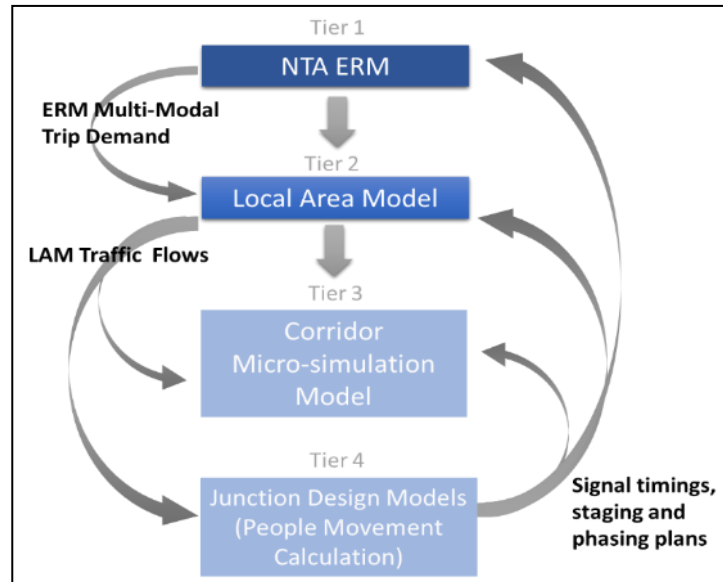 Tier 1
NTA ERM
ERM Multi-Modal
Trip Demand
Tier 2
Local Area Model
LAM Traffic Flows
Tier 3
Corridor
Micro-simulation
Model
Tier 4
Junction Design Models
(People Movement
Calculation)
Signal timings,
staging and
phasing plans